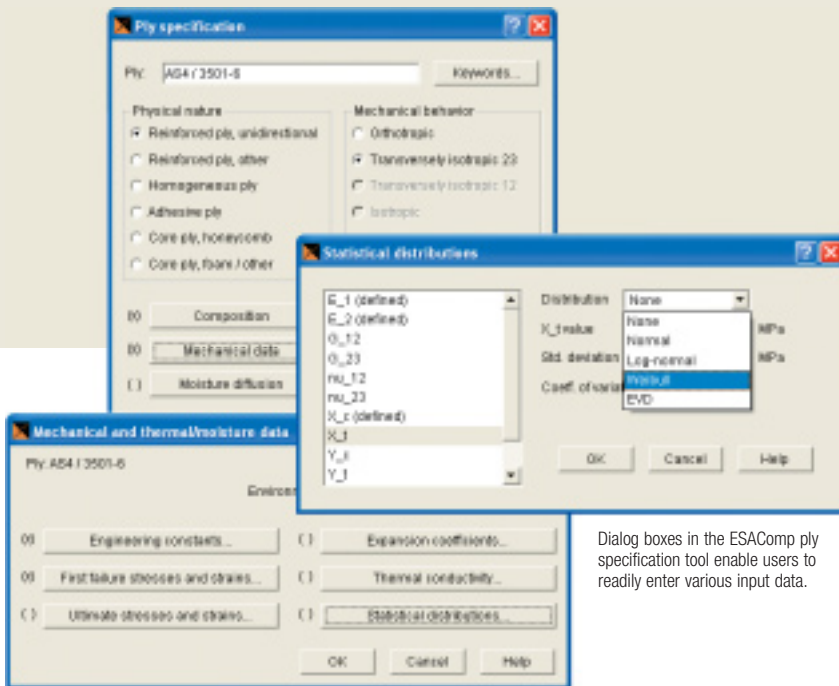 Ply specification
Ply: AS4 / 3501-6
Keywords...
Physical nature
Reinforced ply, unidirectional
Reinforced ply, other
Homogeneous ply
Adhesive ply
Core ply, honeycomb
Core ply, foam / other
Mechanical behavior
Orthotropic
Transversely isotropic 23
Transversely isotropic 12
Isotropic
(x) Composition
(x) Mechanical data
( ) Moisture diffusion
Statistical distributions
E_1 (defined)
E_2 (defined)
G_12
G_23
nu_12
nu_23
X_c (defined)
X_t
Y_c
Y_t
Distribution None
X_t value MPa
Std. deviation MPa
Coeff. of varia
None
Normal
Log-normal
Weibull
EVD
OK Cancel Help
Mechanical and thermal/moisture data
Ply: AS4 / 3501-6
Environ
(x) Engineering constants...
( ) Expansion coefficients...
(x) First failure stresses and strains...
( ) Thermal conductivity...
( ) Ultimate stresses and strains...
( ) Statistical distributions...
OK Cancel Help
Dialog boxes in the ESAComp ply
specification tool enable users to
readily enter various input data.